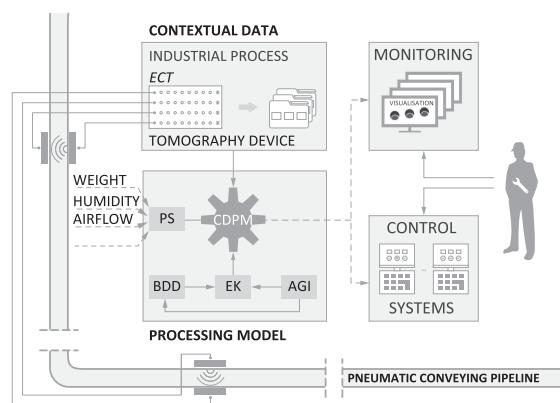 CONTEXTUAL DATA
INDUSTRIAL PROCESS
ECT
TOMOGRAPHY DEVICE
MONITORING
VISUALISATION
WEIGHT
HUMIDITY
AIRFLOW
PS
CDPM
BDD
EK
AGI
CONTROL
SYSTEMS
PROCESSING MODEL
PNEUMATIC CONVEYING PIPELINE